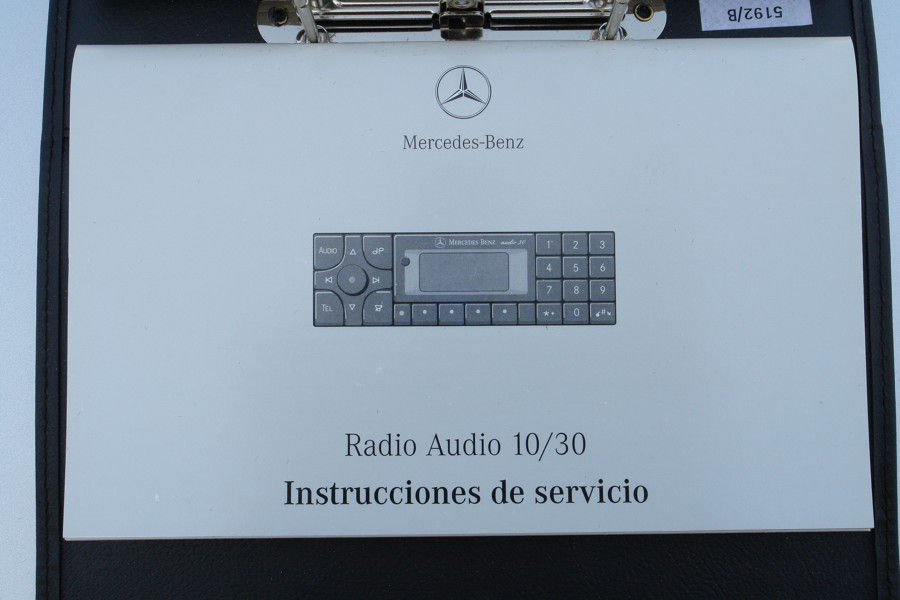 5192/B
Mercedes-Benz
MERCEDES BENZ audio 30
AUDIO
1 2 3
4 5 6
7 8 9
TEL
*+ 0
Radio Audio 10/30
Instrucciones de servicio